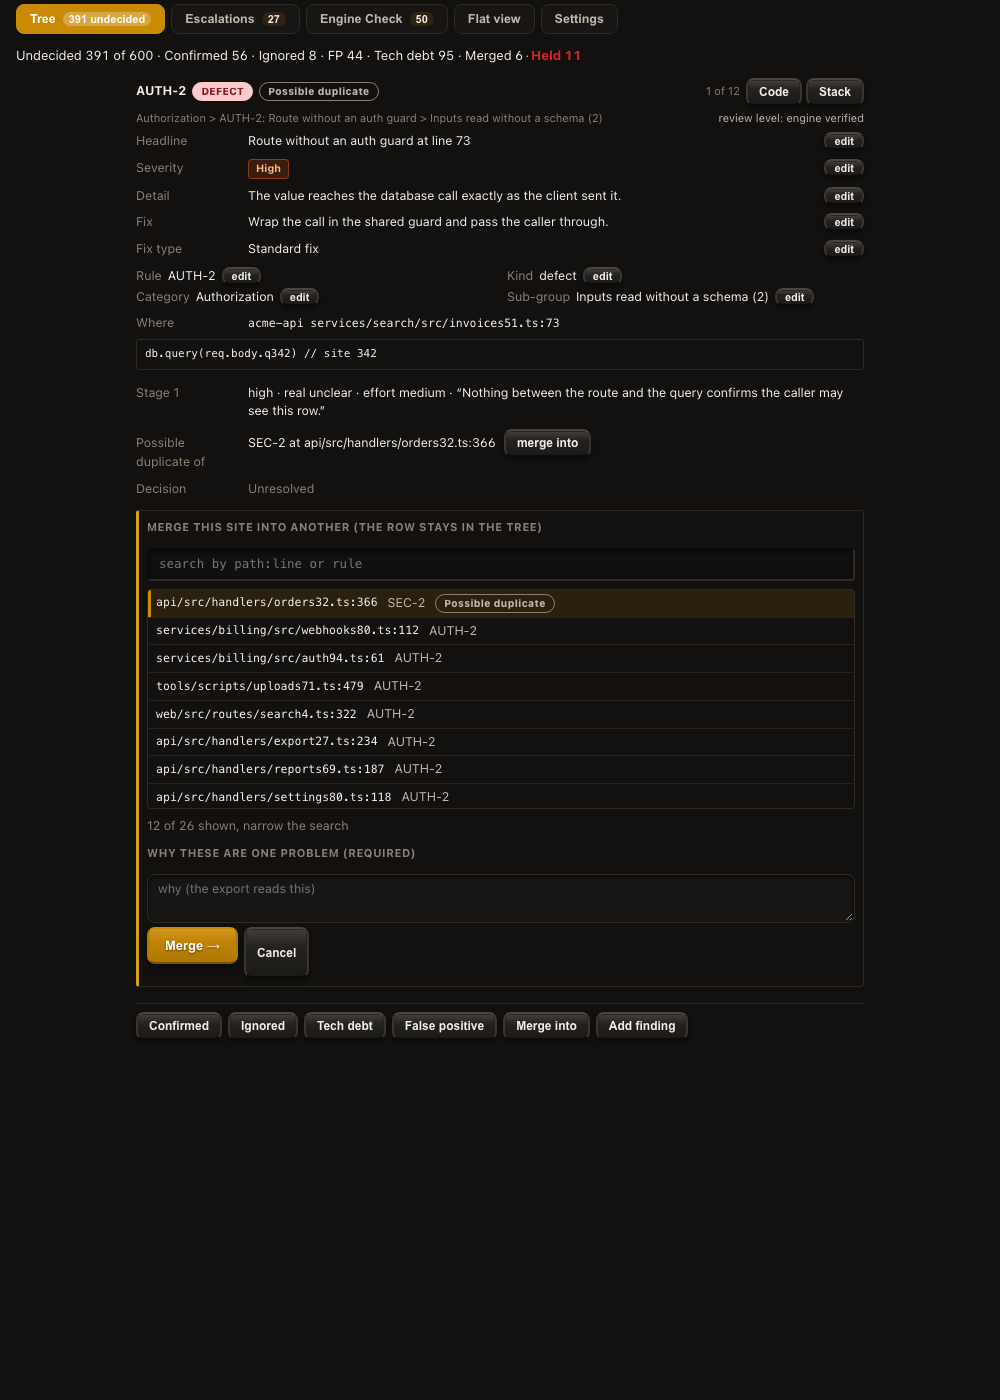 Tree 391 undecided Escalations 27 Engine Check 50 Flat view Settings
Undecided 391 of 600 · Confirmed 56 · Ignored 8 · FP 44 · Tech debt 95 · Merged 6 · Held 11
AUTH-2 DEFECT Possible duplicate 1 of 12 Code Stack
Authorization > AUTH-2: Route without an auth guard > Inputs read without a schema (2) review level: engine verified
Headline Route without an auth guard at line 73 edit
Severity High edit
Detail The value reaches the database call exactly as the client sent it. edit
Fix Wrap the call in the shared guard and pass the caller through. edit
Fix type Standard fix edit
Rule AUTH-2 edit Kind defect edit
Category Authorization edit Sub-group Inputs read without a schema (2) edit
Where acme-api services/search/src/invoices51.ts:73
db.query(req.body.q342) // site 342
Stage 1 high · real unclear · effort medium · “Nothing between the route and the query confirms the caller may
see this row.”
Possible SEC-2 at api/src/handlers/orders32.ts:366 merge into
duplicate of
Decision Unresolved
MERGE THIS SITE INTO ANOTHER (THE ROW STAYS IN THE TREE)
search by path:line or rule
api/src/handlers/orders32.ts:366 SEC-2 Possible duplicate
services/billing/src/webhooks80.ts:112 AUTH-2
services/billing/src/auth94.ts:61 AUTH-2
tools/scripts/uploads71.ts:479 AUTH-2
web/src/routes/search4.ts:322 AUTH-2
api/src/handlers/export27.ts:234 AUTH-2
api/src/handlers/reports69.ts:187 AUTH-2
api/src/handlers/settings80.ts:118 AUTH-2
12 of 26 shown, narrow the search
WHY THESE ARE ONE PROBLEM (REQUIRED)
why (the export reads this)
Merge → Cancel
Confirmed Ignored Tech debt False positive Merge into Add finding